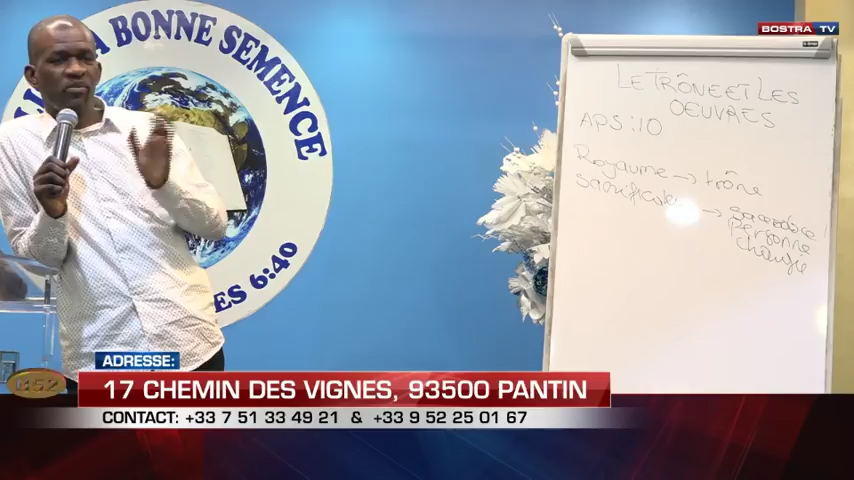 LA BONNE SEMENCE
ES 6:40
BOSTRA TV
LE TRÔNE ET LES
OEUVRES
APS :10
Royaume → trône
→ sacerdoce
personne
ADRESSE:
17 CHEMIN DES VIGNES, 93500 PANTIN
CONTACT: +33 7 51 33 49 21 & +33 9 52 25 01 67